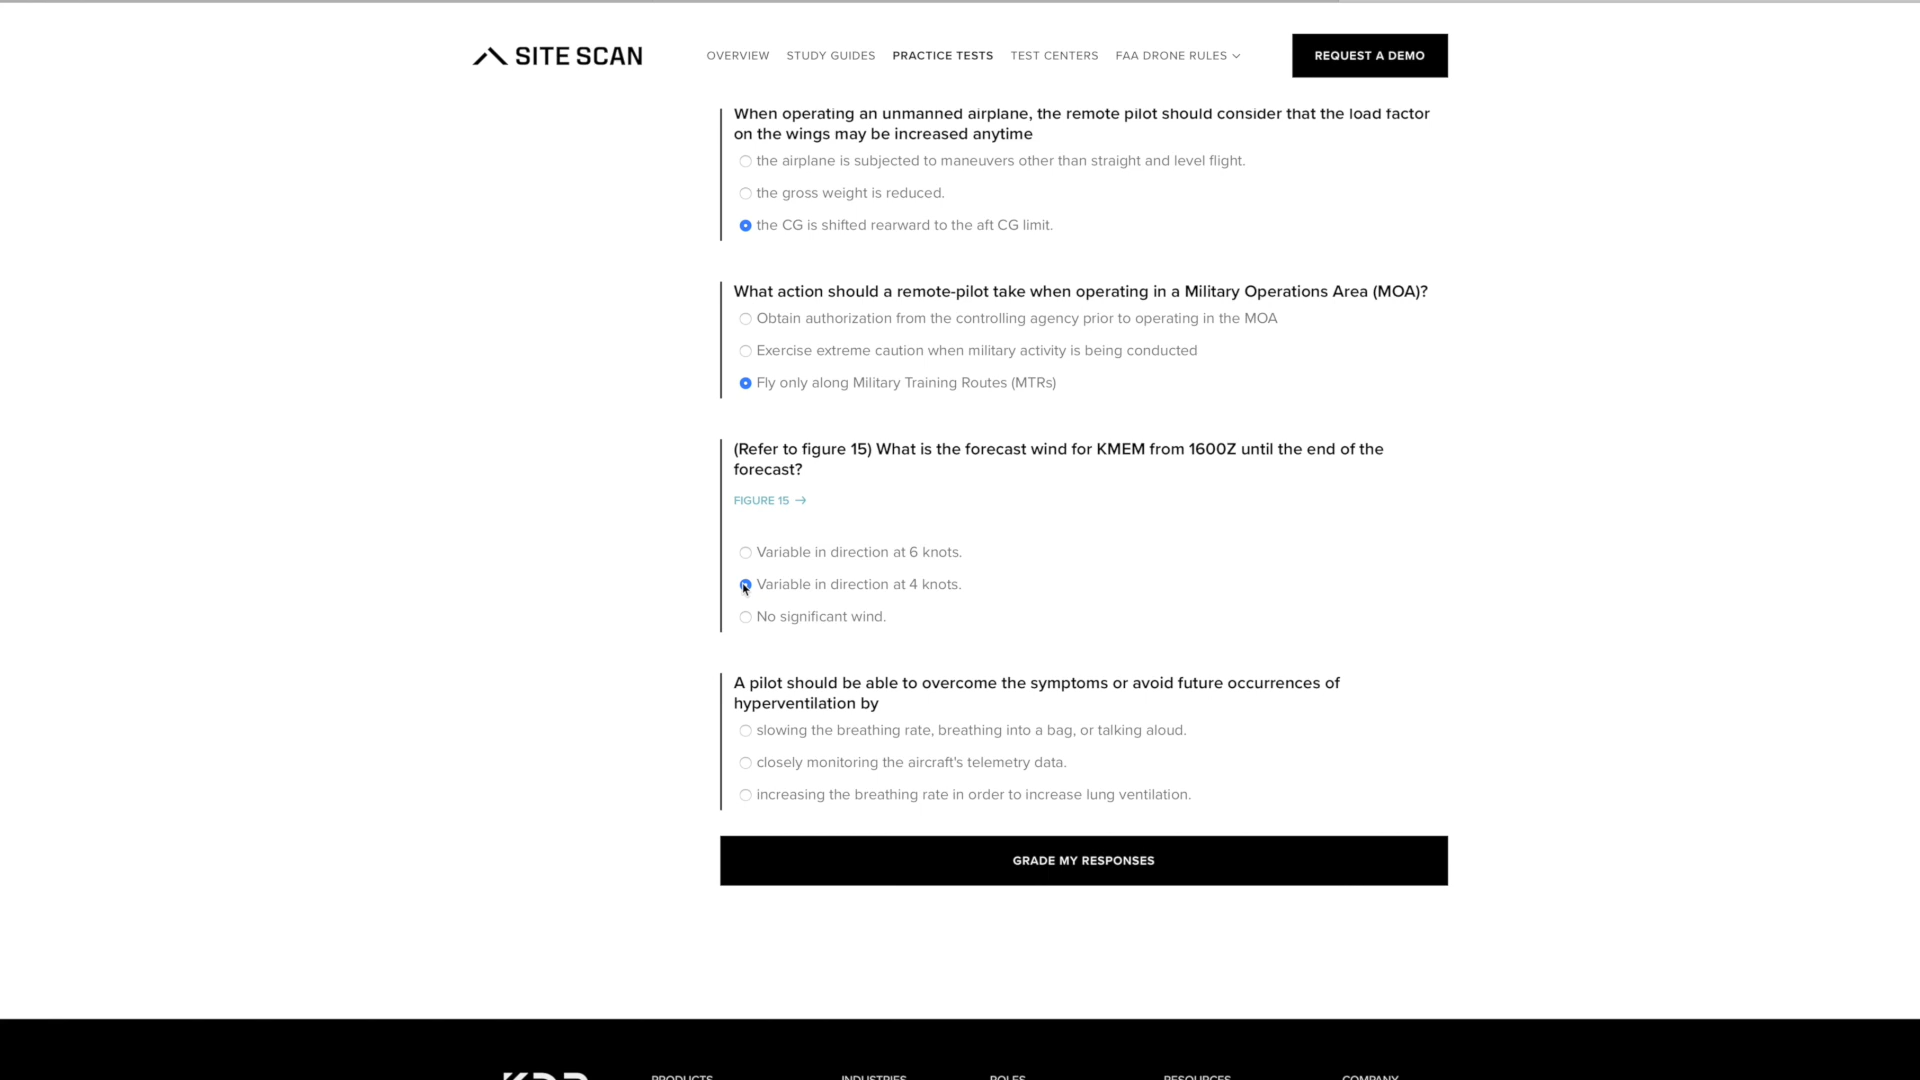 SITE SCAN
OVERVIEW STUDY GUIDES PRACTICE TESTS TEST CENTERS FAA DRONE RULES REQUEST A DEMO
When operating an unmanned airplane, the remote pilot should consider that the load factor
on the wings may be increased anytime
the airplane is subjected to maneuvers other than straight and level flight.
the gross weight is reduced.
the CG is shifted rearward to the aft CG limit.
What action should a remote-pilot take when operating in a Military Operations Area (MOA)?
Obtain authorization from the controlling agency prior to operating in the MOA
Exercise extreme caution when military activity is being conducted
Fly only along Military Training Routes (MTRs)
(Refer to figure 15) What is the forecast wind for KMEM from 1600Z until the end of the
forecast?
FIGURE 15 →
Variable in direction at 6 knots.
Variable in direction at 4 knots.
No significant wind.
A pilot should be able to overcome the symptoms or avoid future occurrences of
hyperventilation by
slowing the breathing rate, breathing into a bag, or talking aloud.
closely monitoring the aircraft's telemetry data.
increasing the breathing rate in order to increase lung ventilation.
GRADE MY RESPONSES
PRODUCTS INDUSTRIES ROLES RESOURCES COMPANY